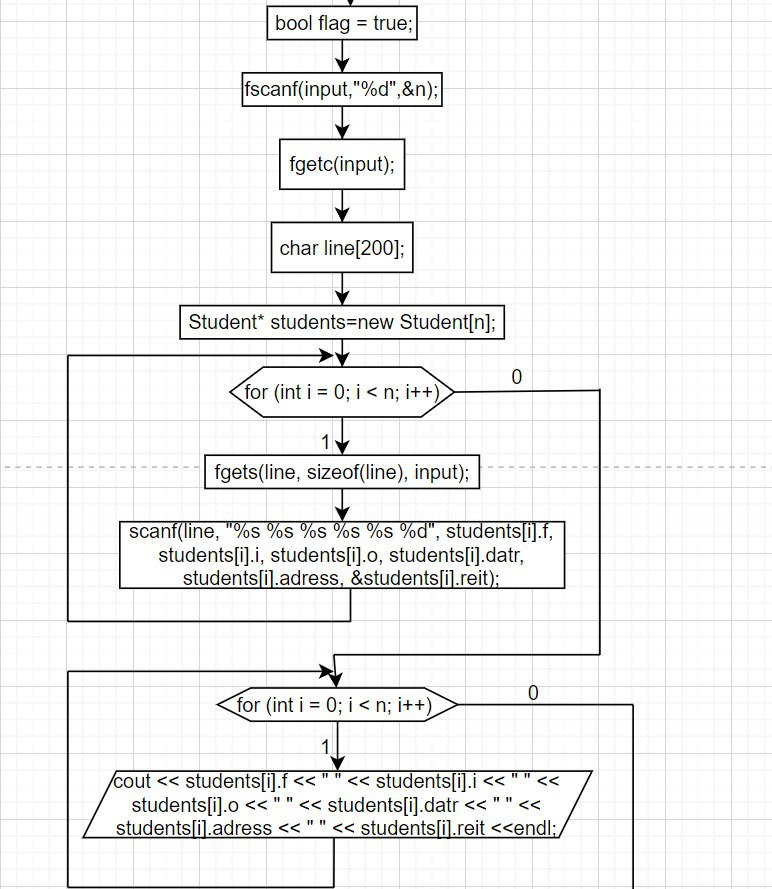 bool flag = true;
fscanf(input,"%d",&n);
fgetc(input);
char line[200];
Student* students=new Student[n];
for (int i = 0; i < n; i++)
0
1
fgets(line, sizeof(line), input);
scanf(line, "%s %s %s %s %s %d", students[i].f,
students[i].i, students[i].o, students[i].datr,
students[i].adress, &students[i].reit);
for (int i = 0; i < n; i++)
0
1
cout << students[i].f << " " << students[i].i << " " <<
students[i].o << " " << students[i].datr << " " <<
students[i].adress << " " << students[i].reit <<endl;